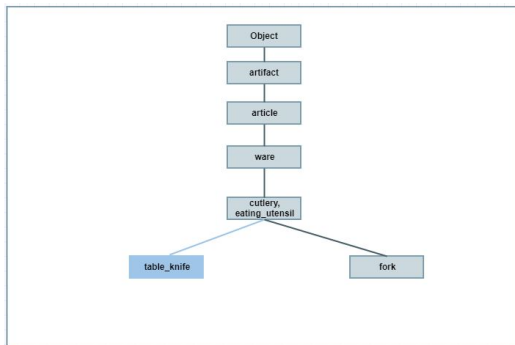 Object
artifact
article
ware
cutlery,
eating_utensil
table_knife
fork